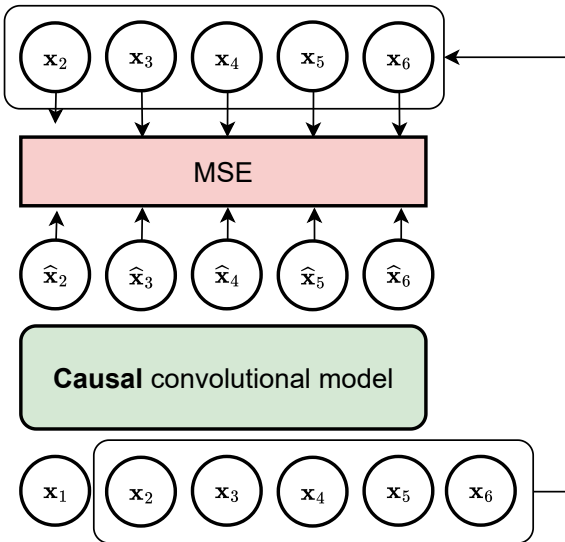 x₂ x₃ x₄ x₅ x₆
MSE
x̂₂ x̂₃ x̂₄ x̂₅ x̂₆
Causal convolutional model
x₁ x₂ x₃ x₄ x₅ x₆